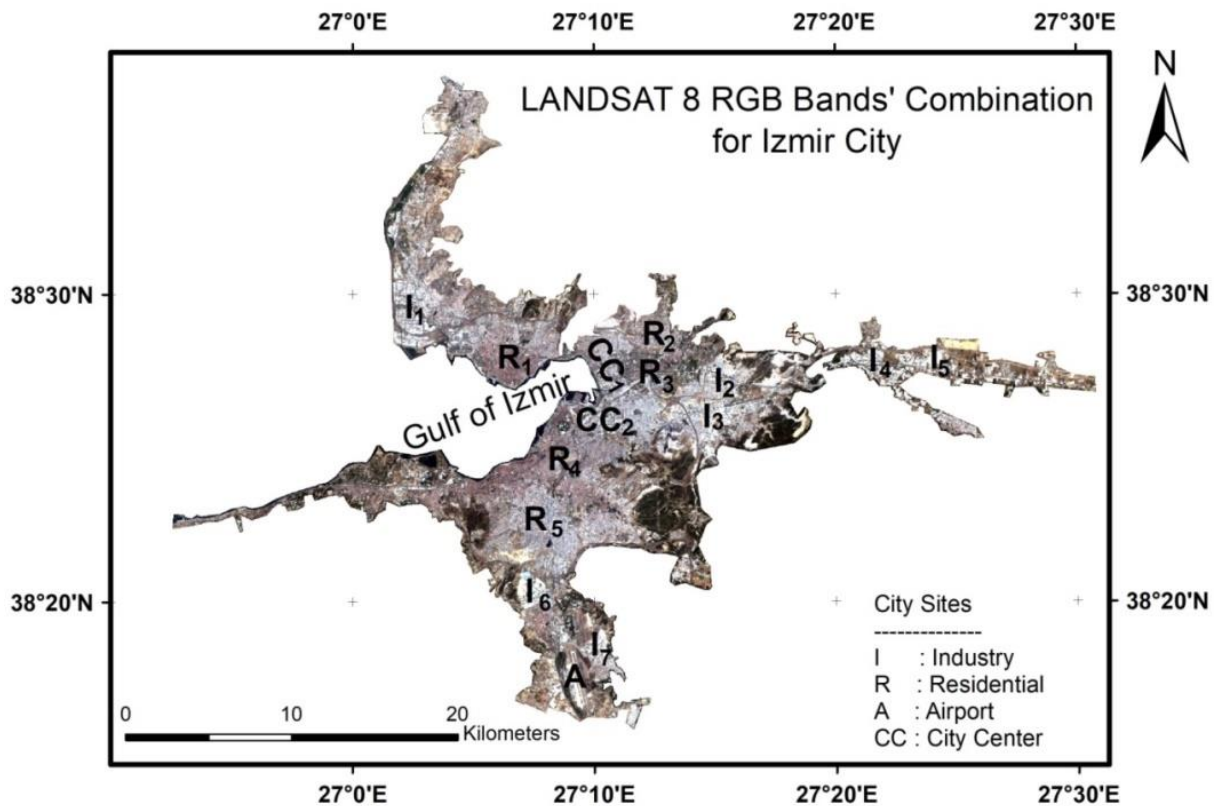 27°0'E 27°10'E 27°20'E 27°30'E
N
LANDSAT 8 RGB Bands' Combination
for Izmir City
38°30'N 38°30'N
I1
R2
CC1
R1
R3
I2
I4
I5
Gulf of Izmir
CC2
I3
R4
R5
I6
38°20'N 38°20'N
I7
A
City Sites
--------------
I : Industry
R : Residential
A : Airport
CC : City Center
0 10 20
Kilometers
27°0'E 27°10'E 27°20'E 27°30'E